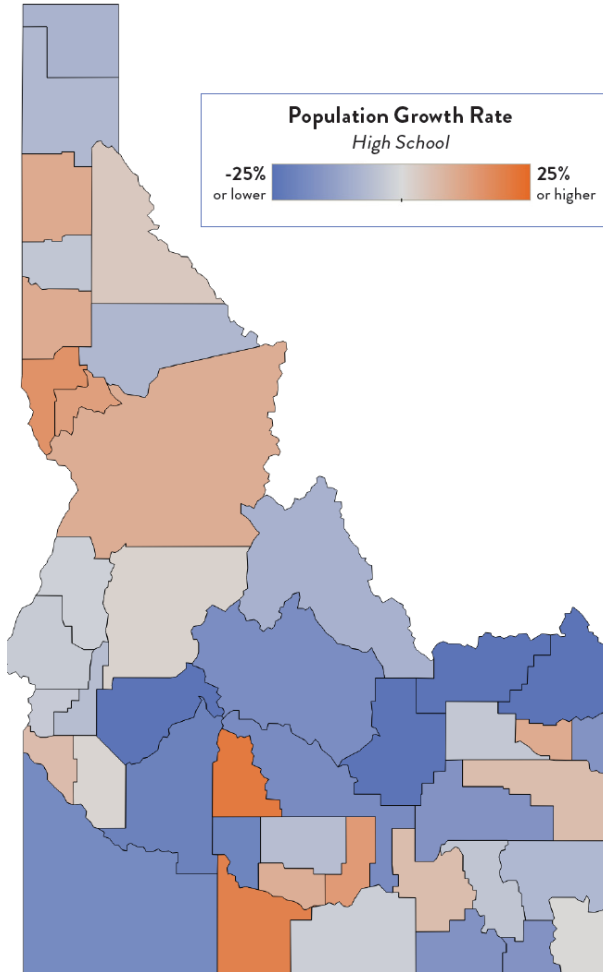 Population Growth Rate
High School
-25%
or lower
25%
or higher